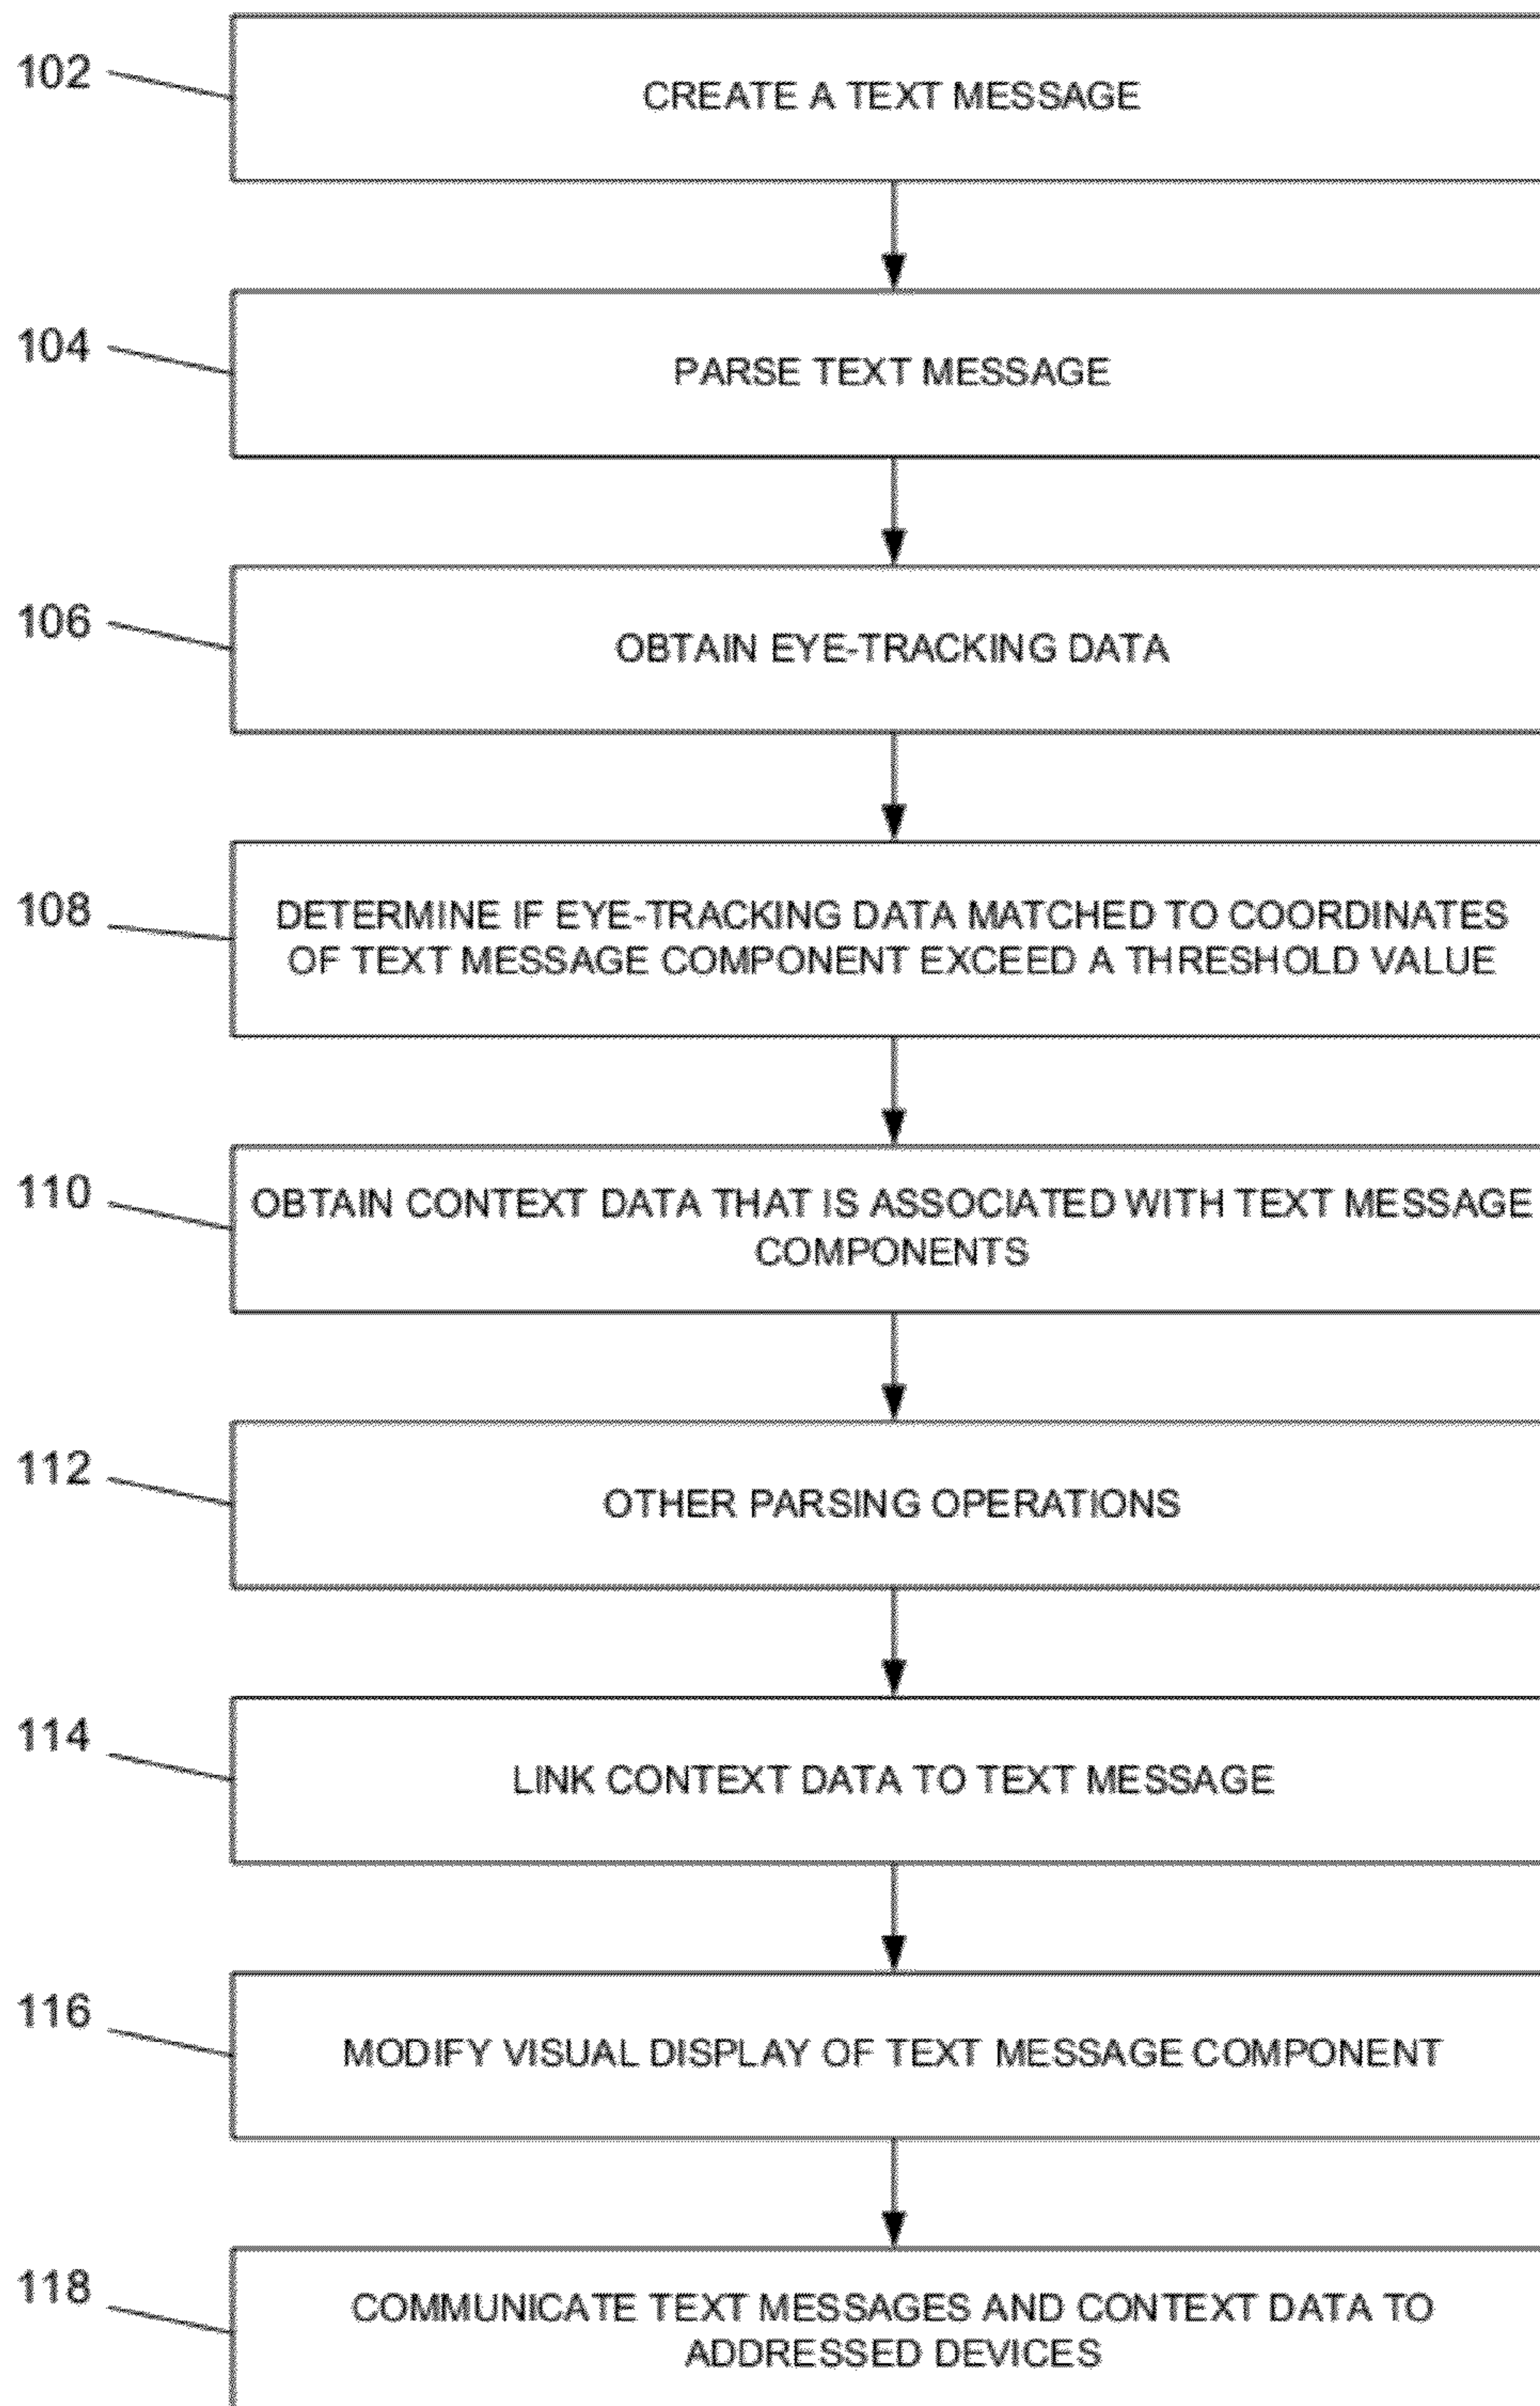 102
CREATE A TEXT MESSAGE
104
PARSE TEXT MESSAGE
106
OBTAIN EYE-TRACKING DATA
108
DETERMINE IF EYE-TRACKING DATA MATCHED TO COORDINATES
OF TEXT MESSAGE COMPONENT EXCEED A THRESHOLD VALUE
110
OBTAIN CONTEXT DATA THAT IS ASSOCIATED WITH TEXT MESSAGE
COMPONENTS
112
OTHER PARSING OPERATIONS
114
LINK CONTEXT DATA TO TEXT MESSAGE
116
MODIFY VISUAL DISPLAY OF TEXT MESSAGE COMPONENT
118
COMMUNICATE TEXT MESSAGES AND CONTEXT DATA TO
ADDRESSED DEVICES